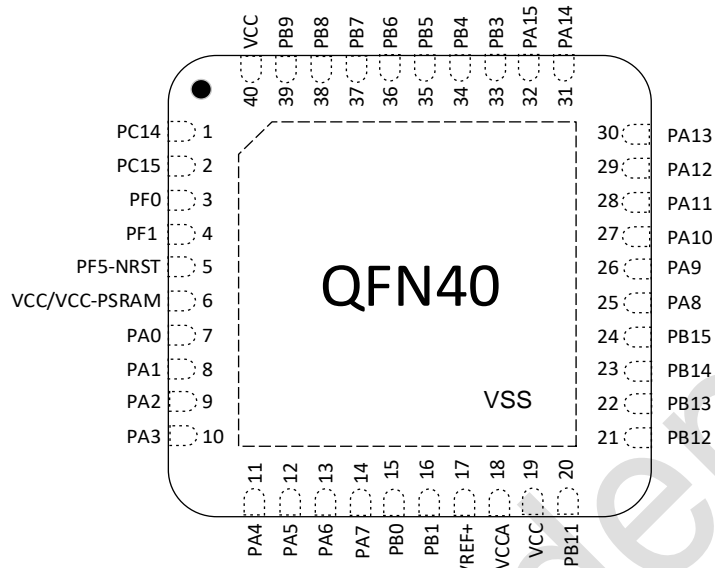 VCC PB9 PB8 PB7 PB6 PB5 PB4 PB3 PA15 PA14
40 39 38 37 36 35 34 33 32 31
PC14 1
PC15 2
PF0 3
PF1 4
PF5-NRST 5
VCC/VCC-PSRAM 6
PA0 7
PA1 8
PA2 9
PA3 10
30 PA13
29 PA12
28 PA11
27 PA10
26 PA9
25 PA8
24 PB15
23 PB14
22 PB13
21 PB12
QFN40
VSS
11 12 13 14 15 16 17 18 19 20
PA4 PA5 PA6 PA7 PB0 PB1 VREF+ VCCA VCC PB11